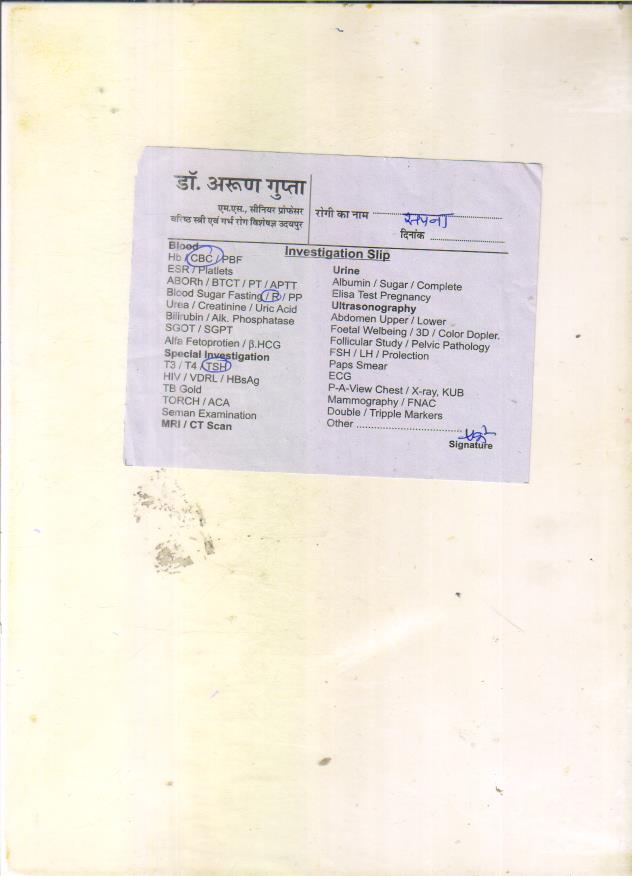 डॉ. अरूण गुप्ता
एम.एस., सीनियर प्रोफेसर
वरिष्ठ स्त्री एवं गर्भ रोग विशेषज्ञ उदयपुर
रोगी का नाम सपना
दिनांक
Investigation Slip
Blood
Hb / CBC / PBF
ESR / Platlets
ABORh / BTCT / PT / APTT
Blood Sugar Fasting / R / PP
Urea / Creatinine / Uric Acid
Bilirubin / Alk. Phosphatase
SGOT / SGPT
Alfa Fetoprotien / β.HCG
Special Investigation
T3 / T4 / TSH
HIV / VDRL / HBsAg
TB Gold
TORCH / ACA
Seman Examination
MRI / CT Scan
Urine
Albumin / Sugar / Complete
Elisa Test Pregnancy
Ultrasonography
Abdomen Upper / Lower
Foetal Welbeing / 3D / Color Dopler.
Follicular Study / Pelvic Pathology
FSH / LH / Prolection
Paps Smear
ECG
P-A-View Chest / X-ray, KUB
Mammography / FNAC
Double / Tripple Markers
Other
Signature